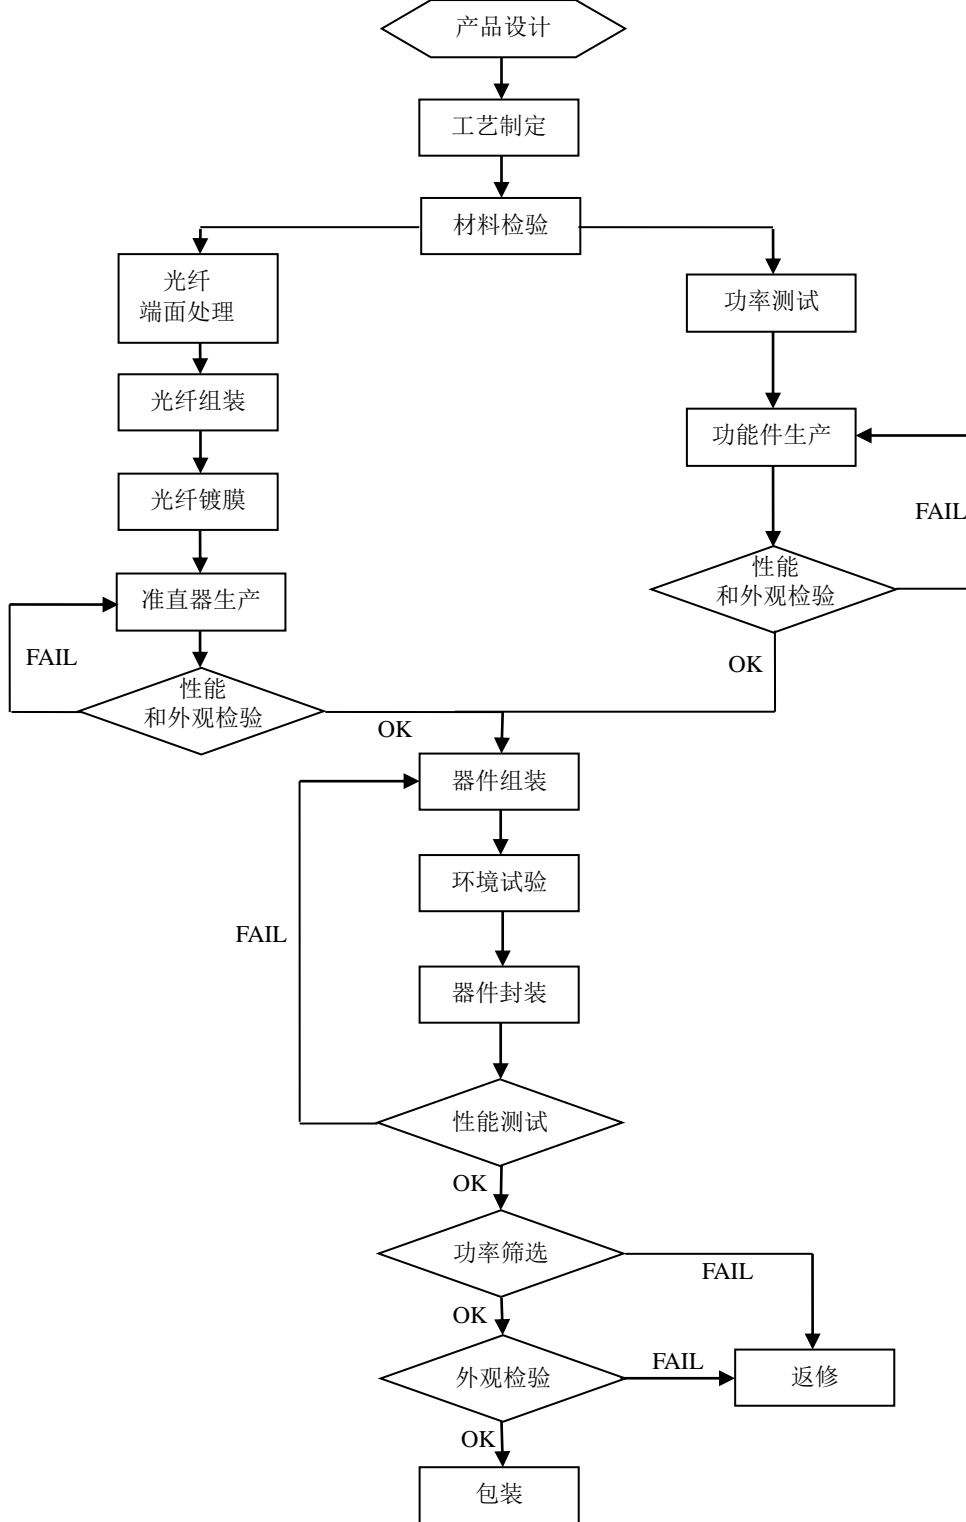 产品设计
工艺制定
材料检验
光纤
端面处理
功率测试
光纤组装
功能件生产
光纤镀膜
FAIL
性能
和外观检验
准直器生产
FAIL
OK
性能
和外观检验
OK
器件组装
环境试验
FAIL
器件封装
性能测试
OK
功率筛选
FAIL
OK
外观检验
FAIL
返修
OK
包装